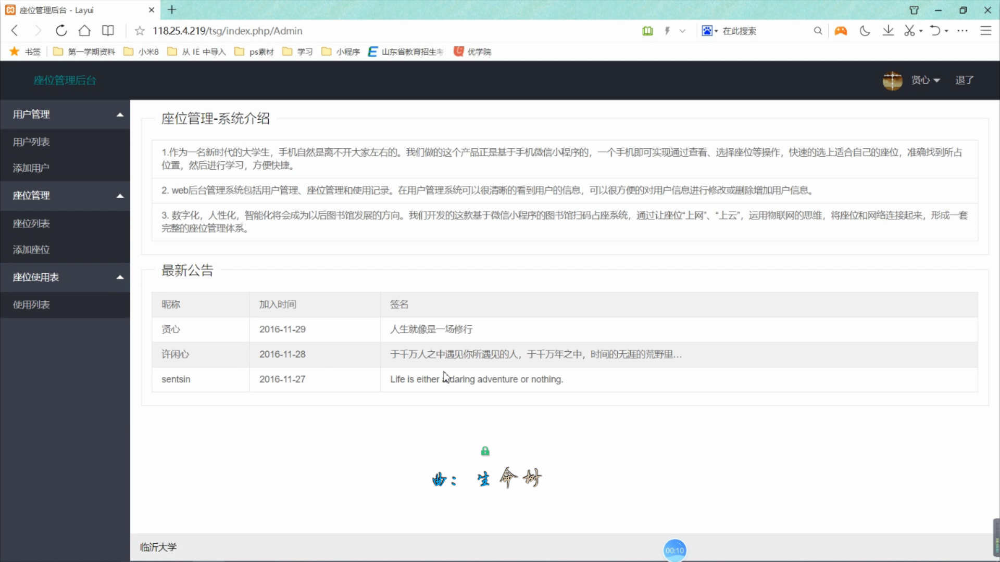 座位管理后台 - Layui
118.25.4.219/tsg/index.php/Admin
在此搜索
书签
第一学期资料
小米8
从 IE 中导入
ps素材
学习
小程序
山东省教育招生考
优学院
座位管理后台
贤心
退了
用户管理
用户列表
添加用户
座位管理
座位列表
添加座位
座位使用表
使用列表
座位管理-系统介绍
1.作为一名新时代的大学生，手机自然是离不开大家左右的。我们做的这个产品正是基于手机微信小程序的，一个手机即可实现通过查看、选择座位等操作，快速的选上适合自己的座位，准确找到所占
位置，然后进行学习，方便快捷。
2. web后台管理系统包括用户管理、座位管理和使用记录。在用户管理系统可以很清晰的看到用户的信息，可以很方便的对用户信息进行修改或删除增加用户信息。
3. 数字化，人性化，智能化将会成为以后图书馆发展的方向。我们开发的这款基于微信小程序的图书馆扫码占座系统，通过让座位“上网”、“上云”，运用物联网的思维，将座位和网络连接起来，形成一套
完整的座位管理体系。
最新公告
昵称 加入时间 签名
贤心 2016-11-29 人生就像是一场修行
许闲心 2016-11-28 于千万人之中遇见你所遇见的人，于千万年之中，时间的无涯的荒野里…
sentsin 2016-11-27 Life is either a daring adventure or nothing.
曲： 生命树
临沂大学
00:10